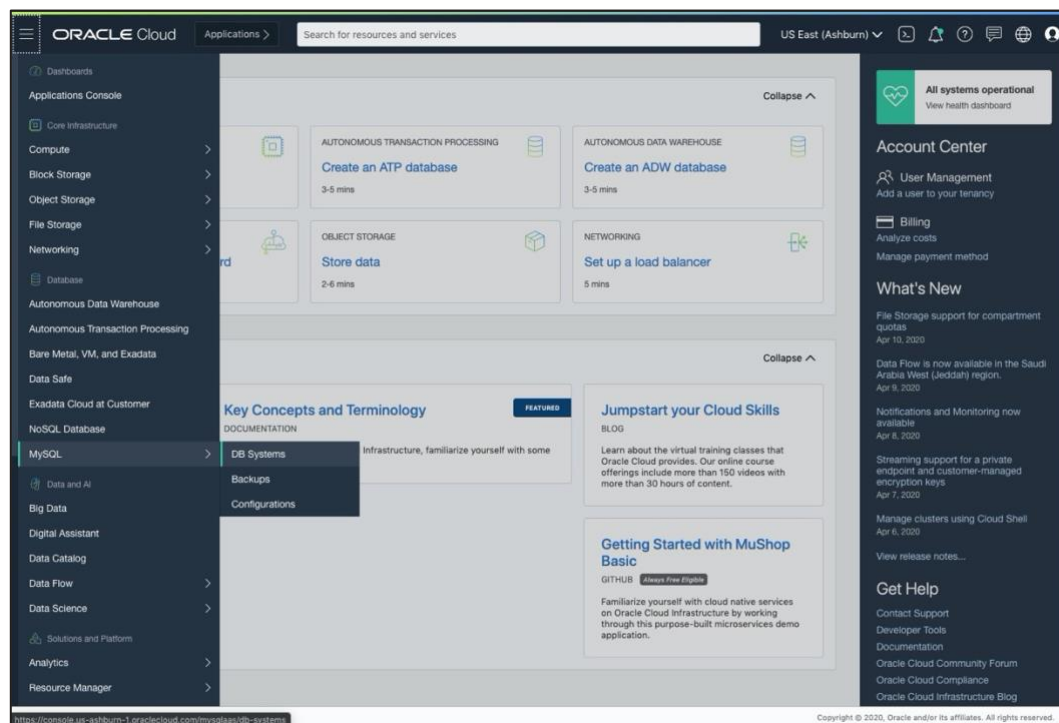 ORACLE Cloud
Applications >
Search for resources and services
US East (Ashburn)
Dashboards
Applications Console
Core Infrastructure
Compute
Block Storage
Object Storage
File Storage
Networking
Database
Autonomous Data Warehouse
Autonomous Transaction Processing
Bare Metal, VM, and Exadata
Data Safe
Exadata Cloud at Customer
NoSQL Database
MySQL
DB Systems
Backups
Configurations
Data and AI
Big Data
Digital Assistant
Data Catalog
Data Flow
Data Science
Solutions and Platform
Analytics
Resource Manager
https://console.us-ashburn-1.oraclecloud.com/mysqlaas/db-systems
Collapse
AUTONOMOUS TRANSACTION PROCESSING
Create an ATP database
3-5 mins
AUTONOMOUS DATA WAREHOUSE
Create an ADW database
3-5 mins
rd
OBJECT STORAGE
Store data
2-6 mins
NETWORKING
Set up a load balancer
5 mins
Collapse
Key Concepts and Terminology
FEATURED
DOCUMENTATION
Infrastructure, familiarize yourself with some
Jumpstart your Cloud Skills
BLOG
Learn about the virtual training classes that
Oracle Cloud provides. Our online course
offerings include more than 150 videos with
more than 30 hours of content.
Getting Started with MuShop
Basic
GITHUB Always Free Eligible
Familiarize yourself with cloud native services
on Oracle Cloud Infrastructure by working
through this purpose-built microservices demo
application.
All systems operational
View health dashboard
Account Center
User Management
Add a user to your tenancy
Billing
Analyze costs
Manage payment method
What's New
File Storage support for compartment
quotas
Apr 10, 2020
Data Flow is now available in the Saudi
Arabia West (Jeddah) region.
Apr 9, 2020
Notifications and Monitoring now
available
Apr 8, 2020
Streaming support for a private
endpoint and customer-managed
encryption keys
Apr 7, 2020
Manage clusters using Cloud Shell
Apr 6, 2020
View release notes...
Get Help
Contact Support
Developer Tools
Documentation
Oracle Cloud Community Forum
Oracle Cloud Compliance
Oracle Cloud Infrastructure Blog
Copyright © 2020, Oracle and/or its affiliates. All rights reserved.